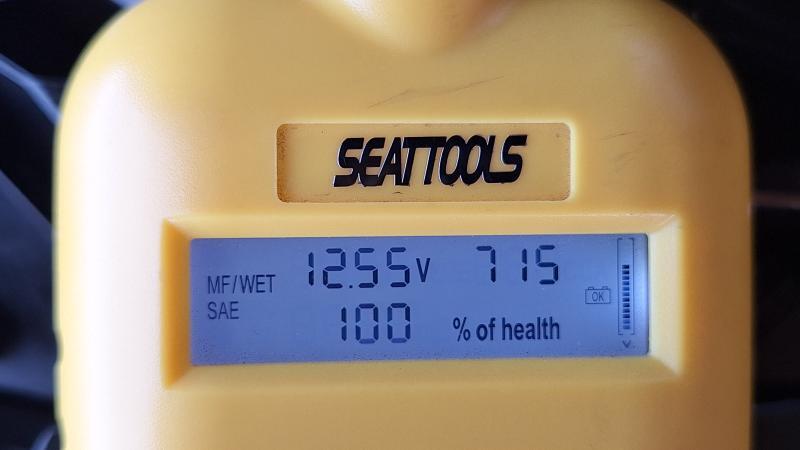 SEATTOOLS
MF/WET 12.55V 715
SAE 100 % of health
OK
V